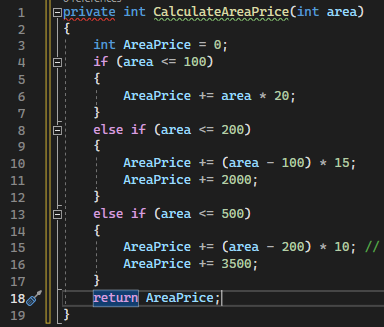 1 private int CalculateAreaPrice(int area)
2 {
3 int AreaPrice = 0;
4 if (area <= 100)
5 {
6 AreaPrice += area * 20;
7 }
8 else if (area <= 200)
9 {
10 AreaPrice += (area - 100) * 15;
11 AreaPrice += 2000;
12 }
13 else if (area <= 500)
14 {
15 AreaPrice += (area - 200) * 10; //
16 AreaPrice += 3500;
17 }
18 return AreaPrice;
19 }